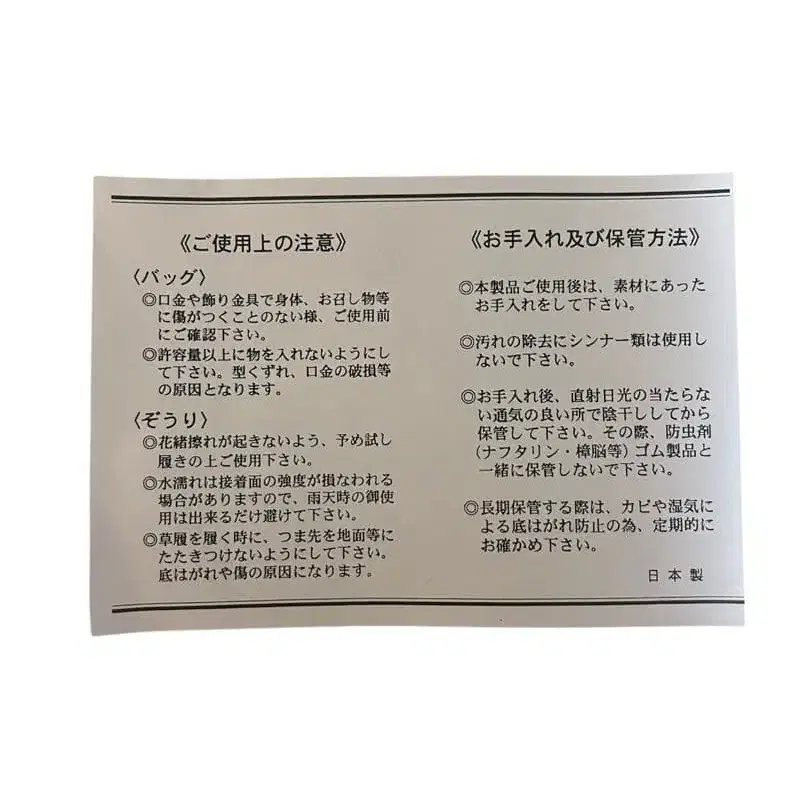 《ご使用上の注意》
〈バッグ〉
◎口金や飾り金具で身体、お召し物等
に傷がつくことのない様、ご使用前
にご確認下さい。
◎許容量以上に物を入れないようにし
て下さい。型くずれ、口金の破損等
の原因となります。
〈ぞうり〉
◎花緒擦れが起きないよう、予め試し
履きの上ご使用下さい。
◎水濡れは接着面の強度が損なわれる
場合がありますので、雨天時の御使
用は出来るだけ避けて下さい。
◎草履を履く時に、つま先を地面等に
たたきつけないようにして下さい。
底はがれや傷の原因になります。
《お手入れ及び保管方法》
◎本製品ご使用後は、素材にあった
お手入れをして下さい。
◎汚れの除去にシンナー類は使用し
ないで下さい。
◎お手入れ後、直射日光の当たらな
い通気の良い所で陰干ししてから
保管して下さい。その際、防虫剤
(ナフタリン・樟脳等)ゴム製品と
一緒に保管しないで下さい。
◎長期保管する際は、カビや湿気に
よる底はがれ防止の為、定期的に
お確かめ下さい。
日本製